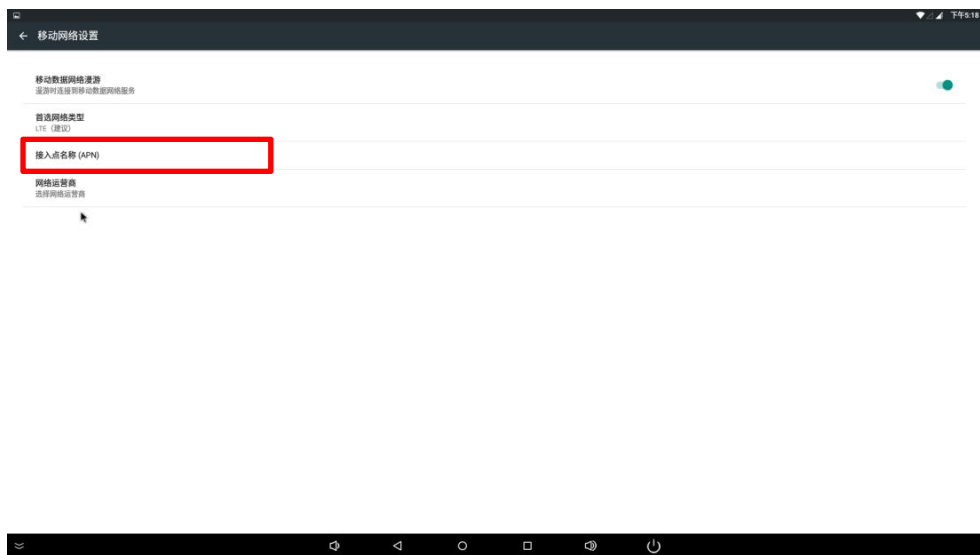 下午5:18
移动网络设置
移动数据网络漫游
漫游时连接到移动数据网络服务
首选网络类型
LTE（建议）
接入点名称 (APN)
网络运营商
选择网络运营商